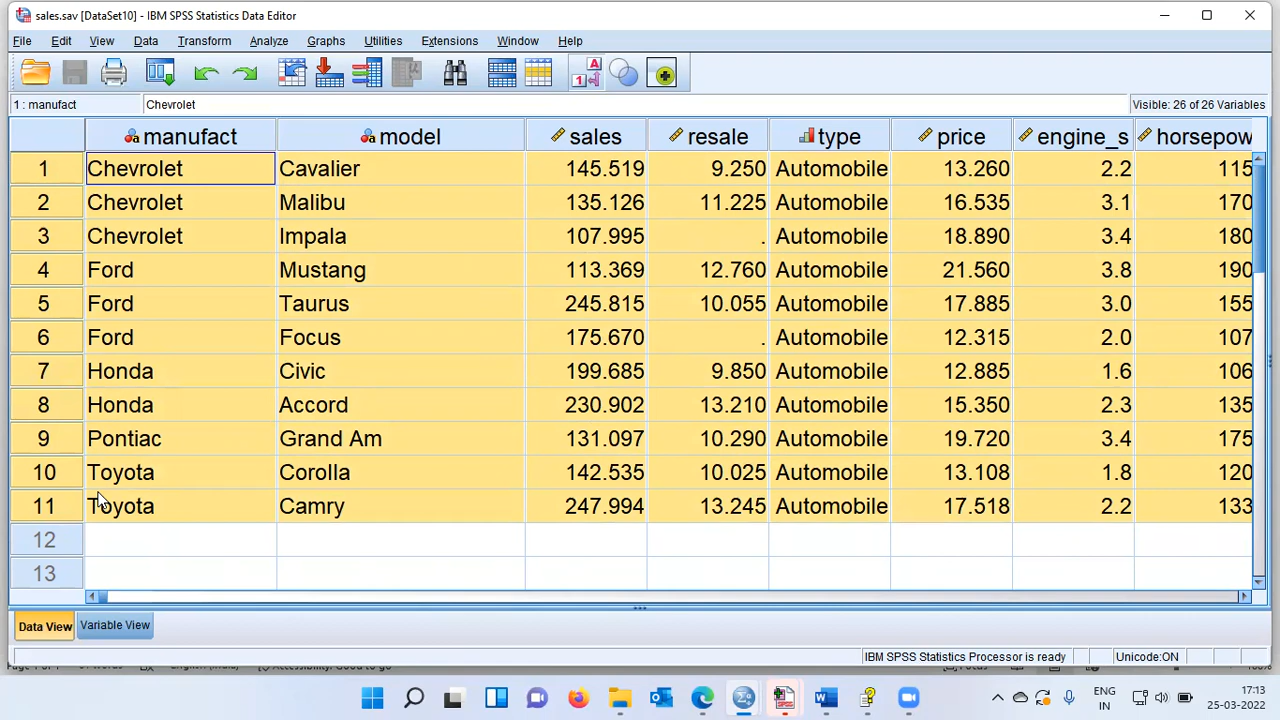 sales.sav [DataSet10] - IBM SPSS Statistics Data Editor
File Edit View Data Transform Analyze Graphs Utilities Extensions Window Help
1 : manufact Chevrolet Visible: 26 of 26 Variables
manufact model sales resale type price engine_s horsepow
1 Chevrolet Cavalier 145.519 9.250 Automobile 13.260 2.2 115
2 Chevrolet Malibu 135.126 11.225 Automobile 16.535 3.1 170
3 Chevrolet Impala 107.995 . Automobile 18.890 3.4 180
4 Ford Mustang 113.369 12.760 Automobile 21.560 3.8 190
5 Ford Taurus 245.815 10.055 Automobile 17.885 3.0 155
6 Ford Focus 175.670 . Automobile 12.315 2.0 107
7 Honda Civic 199.685 9.850 Automobile 12.885 1.6 106
8 Honda Accord 230.902 13.210 Automobile 15.350 2.3 135
9 Pontiac Grand Am 131.097 10.290 Automobile 19.720 3.4 175
10 Toyota Corolla 142.535 10.025 Automobile 13.108 1.8 120
11 Toyota Camry 247.994 13.245 Automobile 17.518 2.2 133
12
13
Data View Variable View
IBM SPSS Statistics Processor is ready Unicode:ON
ENG 17:13
IN 25-03-2022